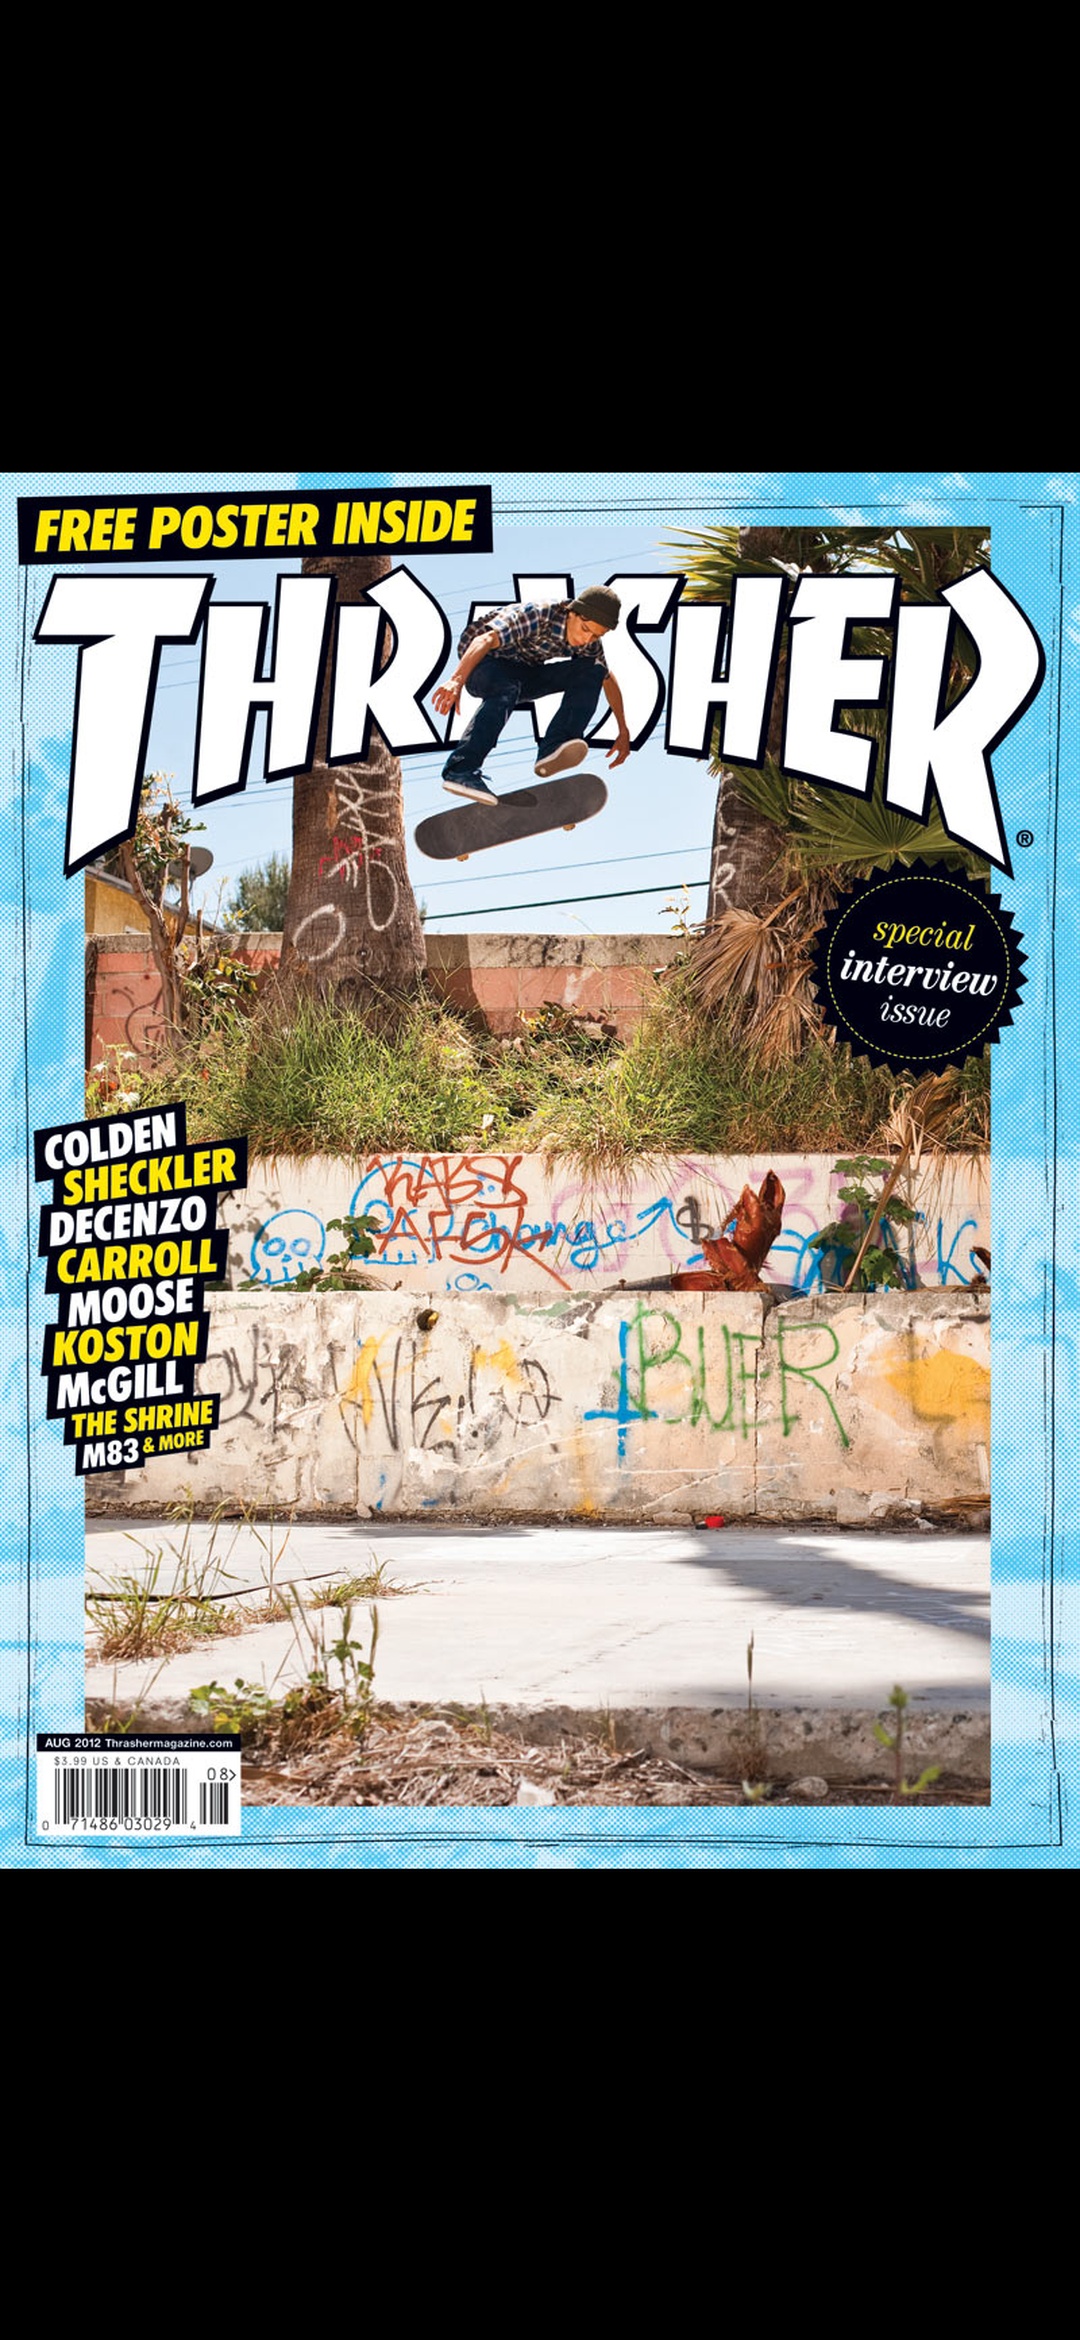 FREE POSTER INSIDE
THRASHER
®
special
interview
issue
COLDEN
SHECKLER
DECENZO
CARROLL
MOOSE
KOSTON
McGILL
THE SHRINE
M83 & MORE
BUER
AUG 2012 Thrashermagazine.com
$3.99 US & CANADA
08>
0 71486 03029 4